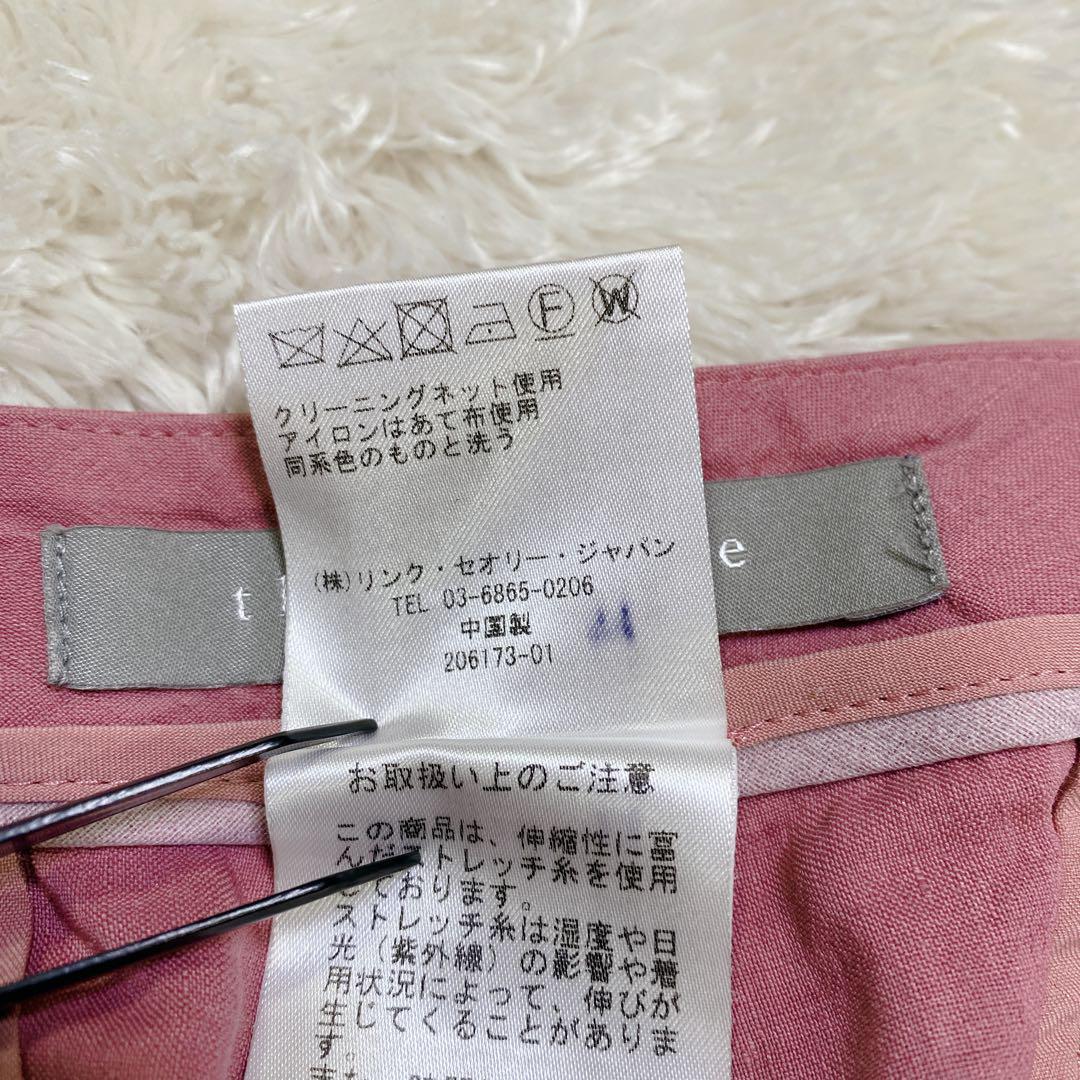 F W
クリーニングネット使用
アイロンはあて布使用
同系色のものと洗う
t
e
(株)リンク・セオリー・ジャパン
TEL 03-6865-0206
中国製
206173-01
お取扱い上のご注意
この商品は、伸縮性に富
んだストレッチ糸を使用
しております。
ストレッチ糸は湿度や日
光(紫外線)の影響や着
用状況によって、伸びが
生じてくることがありま
す。